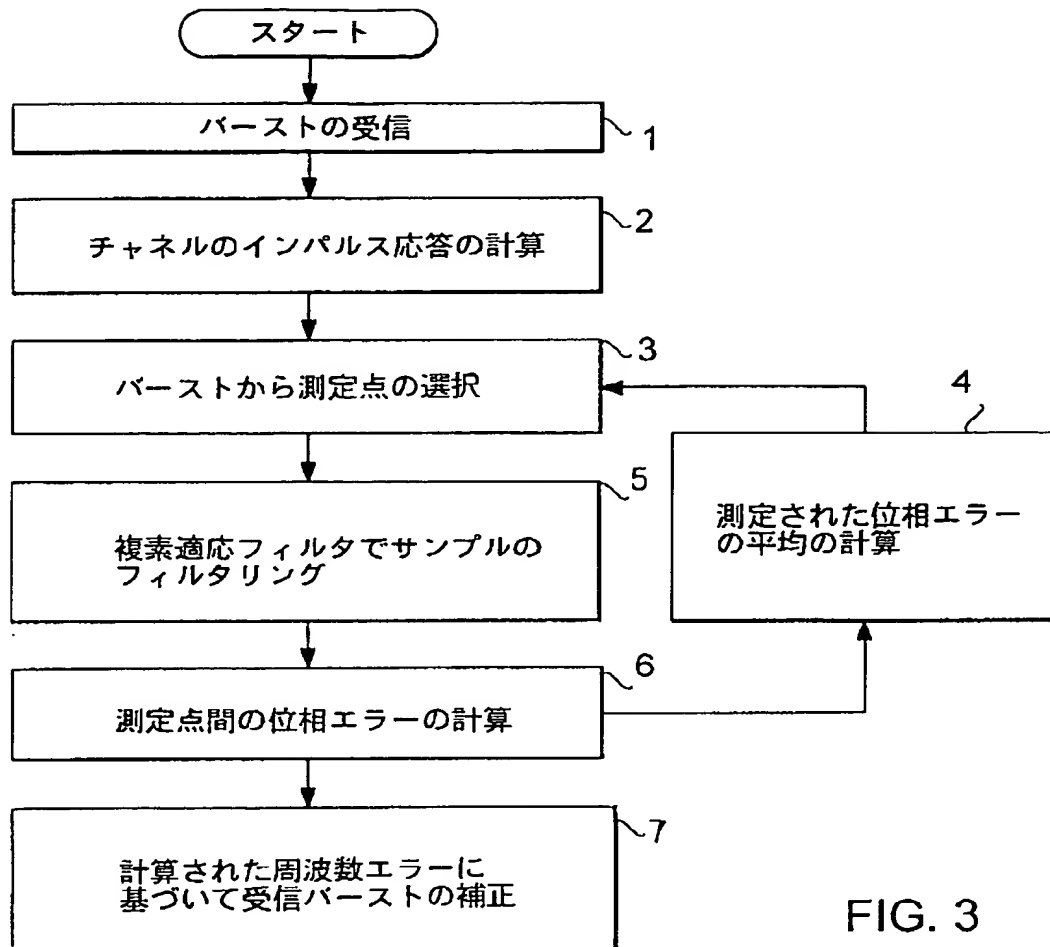 スタート
バーストの受信
1
チャネルのインパルス応答の計算
2
バーストから測定点の選択
3
測定された位相エラー
の平均の計算
4
複素適応フィルタでサンプルの
フィルタリング
5
測定点間の位相エラーの計算
6
計算された周波数エラーに
基づいて受信バーストの補正
7
FIG. 3